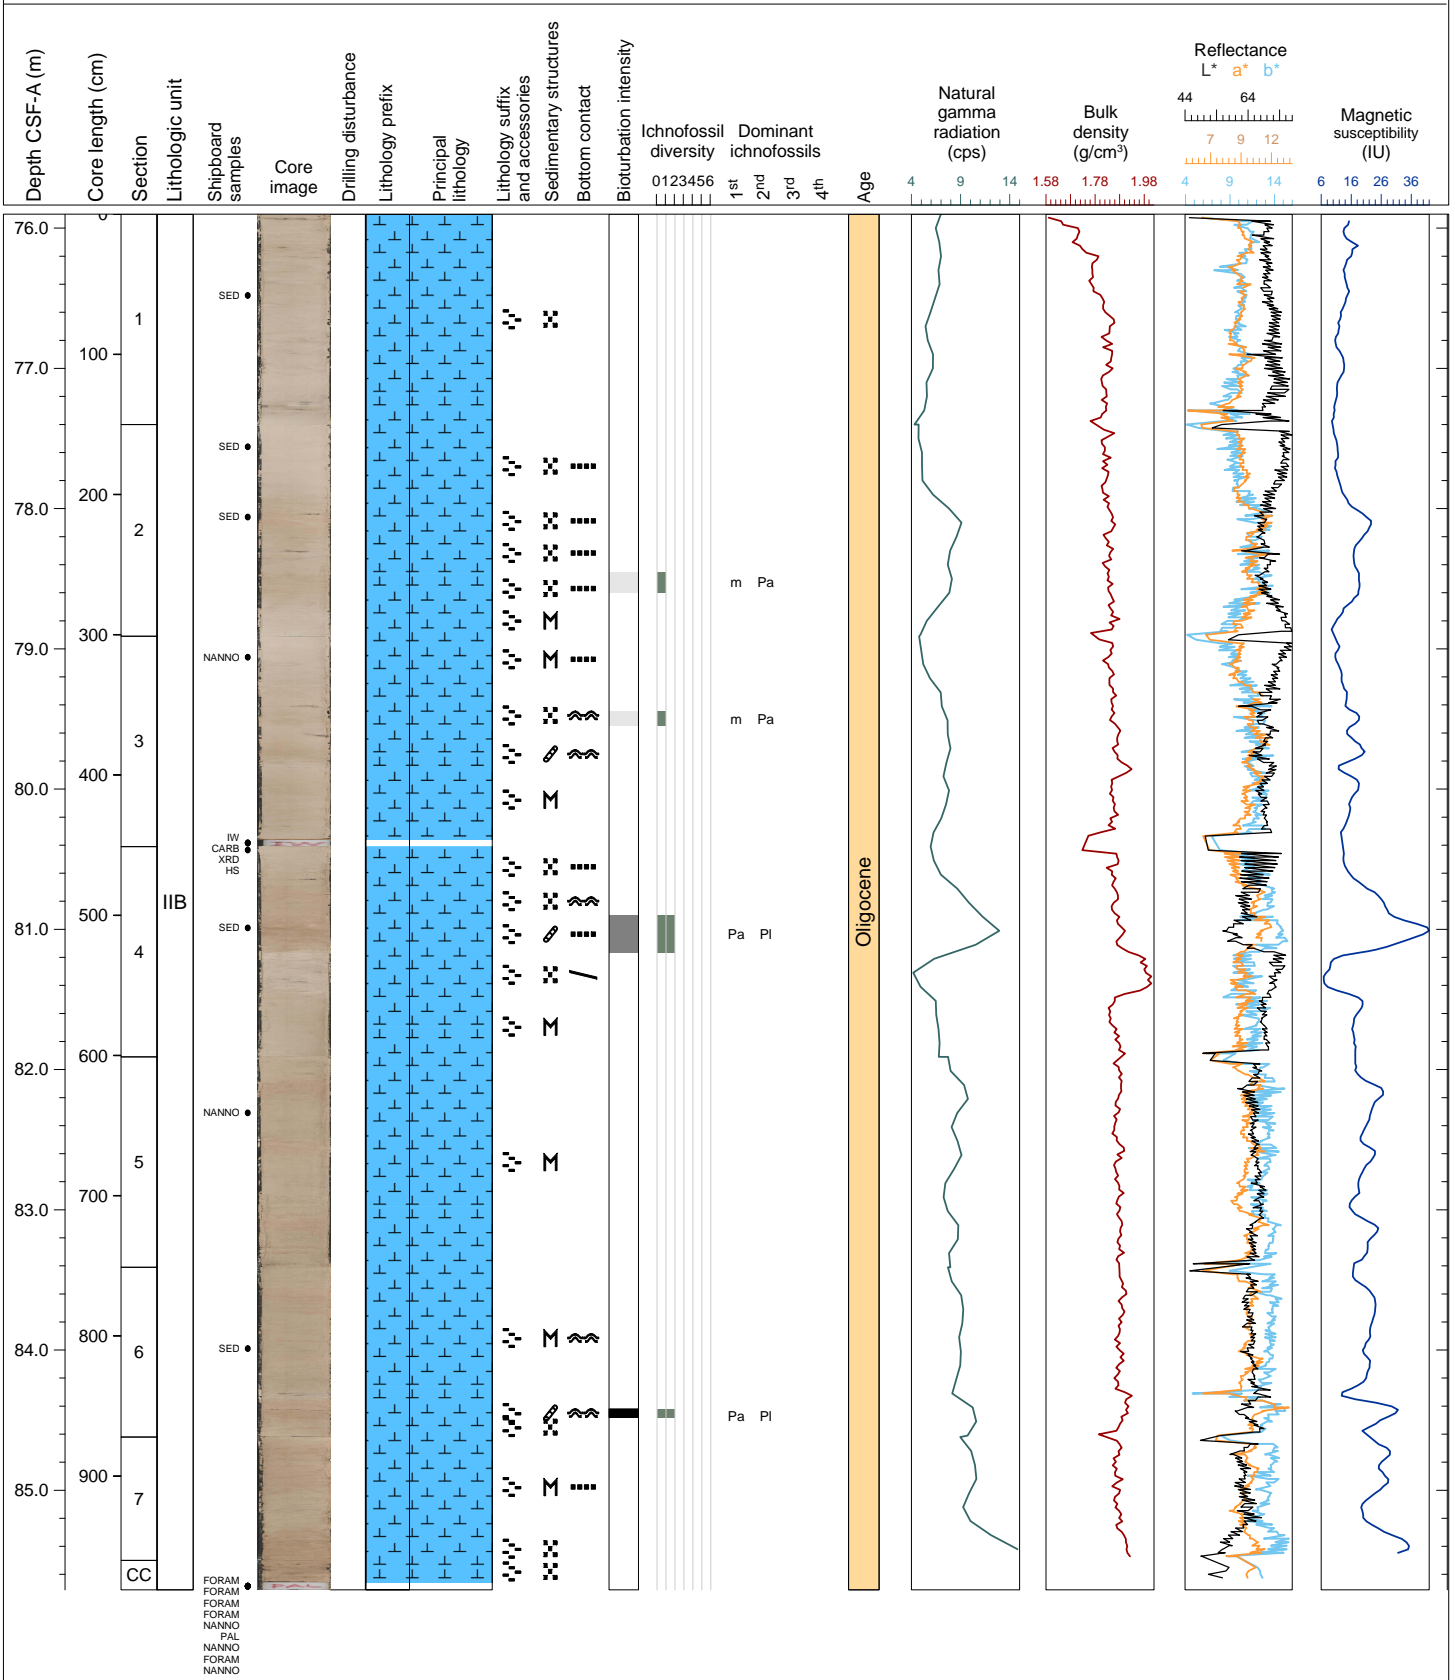 Depth CSF-A (m)
Core length (cm)
Section
Lithologic unit
Shipboard
samples
Core
image
Drilling disturbance
Lithology prefix
Principal
lithology
Lithology suffix
and accessories
Sedimentary structures
Bottom contact
Bioturbation intensity
Ichnofossil
diversity
0123456
Dominant
ichnofossils
1st 2nd 3rd 4th
Age
Natural
gamma
radiation
(cps)
4 9 14
Bulk
density
(g/cm³)
1.58 1.78 1.98
Reflectance
L* a* b*
44 64
7 9 12
4 9 14
Magnetic
susceptibility
(IU)
6 16 26 36
0
76.0
SED
1
100
77.0
SED
200
SED
78.0
2
m Pa
300
79.0
NANNO
m Pa
3
400
80.0
IW
CARB
XRD
HS
IW
IIB
Oligocene
500
SED
81.0
Pa Pl
4
600
82.0
NANNO
5
700
83.0
800
84.0
SED
6
Pa Pl
900
85.0
7
CC
FORAM
PAL
FORAM
FORAM
FORAM
NANNO
PAL
NANNO
FORAM
NANNO